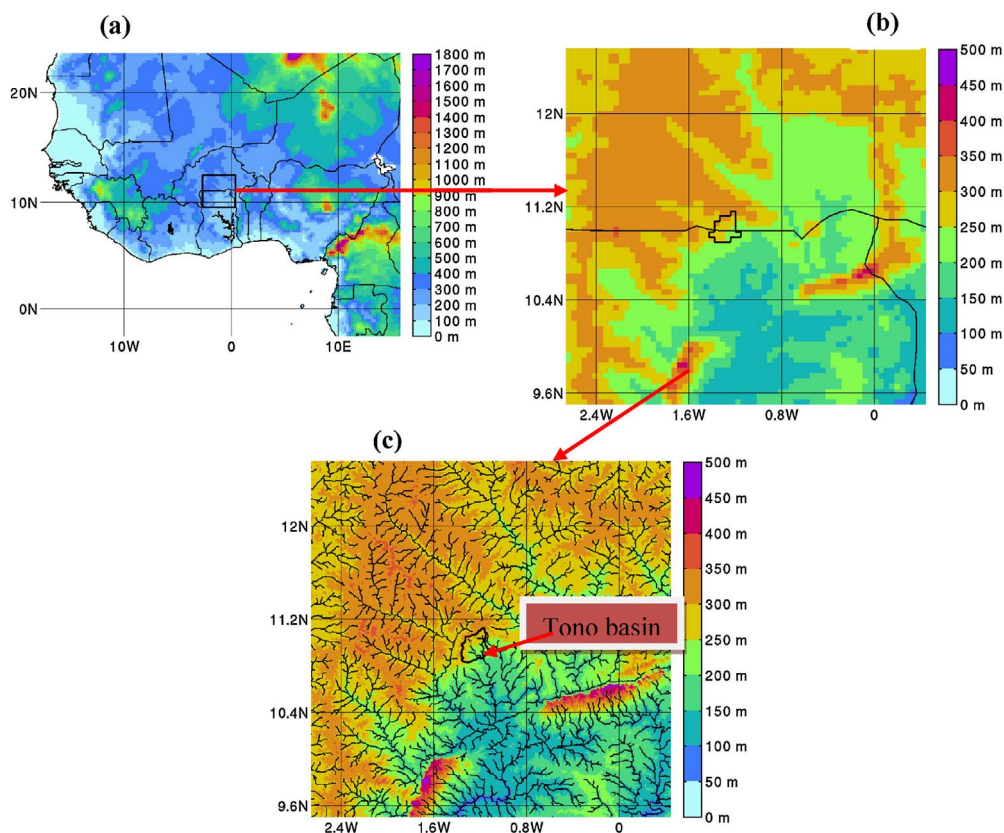 (a)
20N
10N
0N
10W
0
10E
1800 m
1700 m
1600 m
1500 m
1400 m
1300 m
1200 m
1100 m
1000 m
900 m
800 m
700 m
600 m
500 m
400 m
300 m
200 m
100 m
0 m
(b)
12N
11.2N
10.4N
9.6N
2.4W
1.6W
0.8W
0
500 m
450 m
400 m
350 m
300 m
250 m
200 m
150 m
100 m
50 m
0 m
(c)
12N
11.2N
10.4N
9.6N
2.4W
1.6W
0.8W
0
Tono basin
500 m
450 m
400 m
350 m
300 m
250 m
200 m
150 m
100 m
50 m
0 m